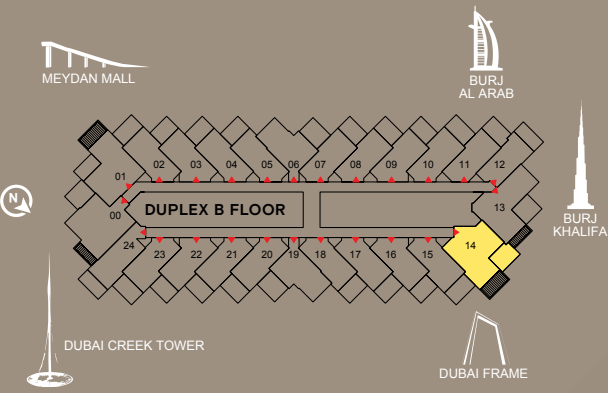 MEYDAN MALL
BURJ
AL ARAB
01
02
03
04
05
06
07
08
09
10
11
12
N
00
DUPLEX B FLOOR
13
BURJ
KHALIFA
24
23
22
21
20
19
18
17
16
15
14
DUBAI CREEK TOWER
DUBAI FRAME